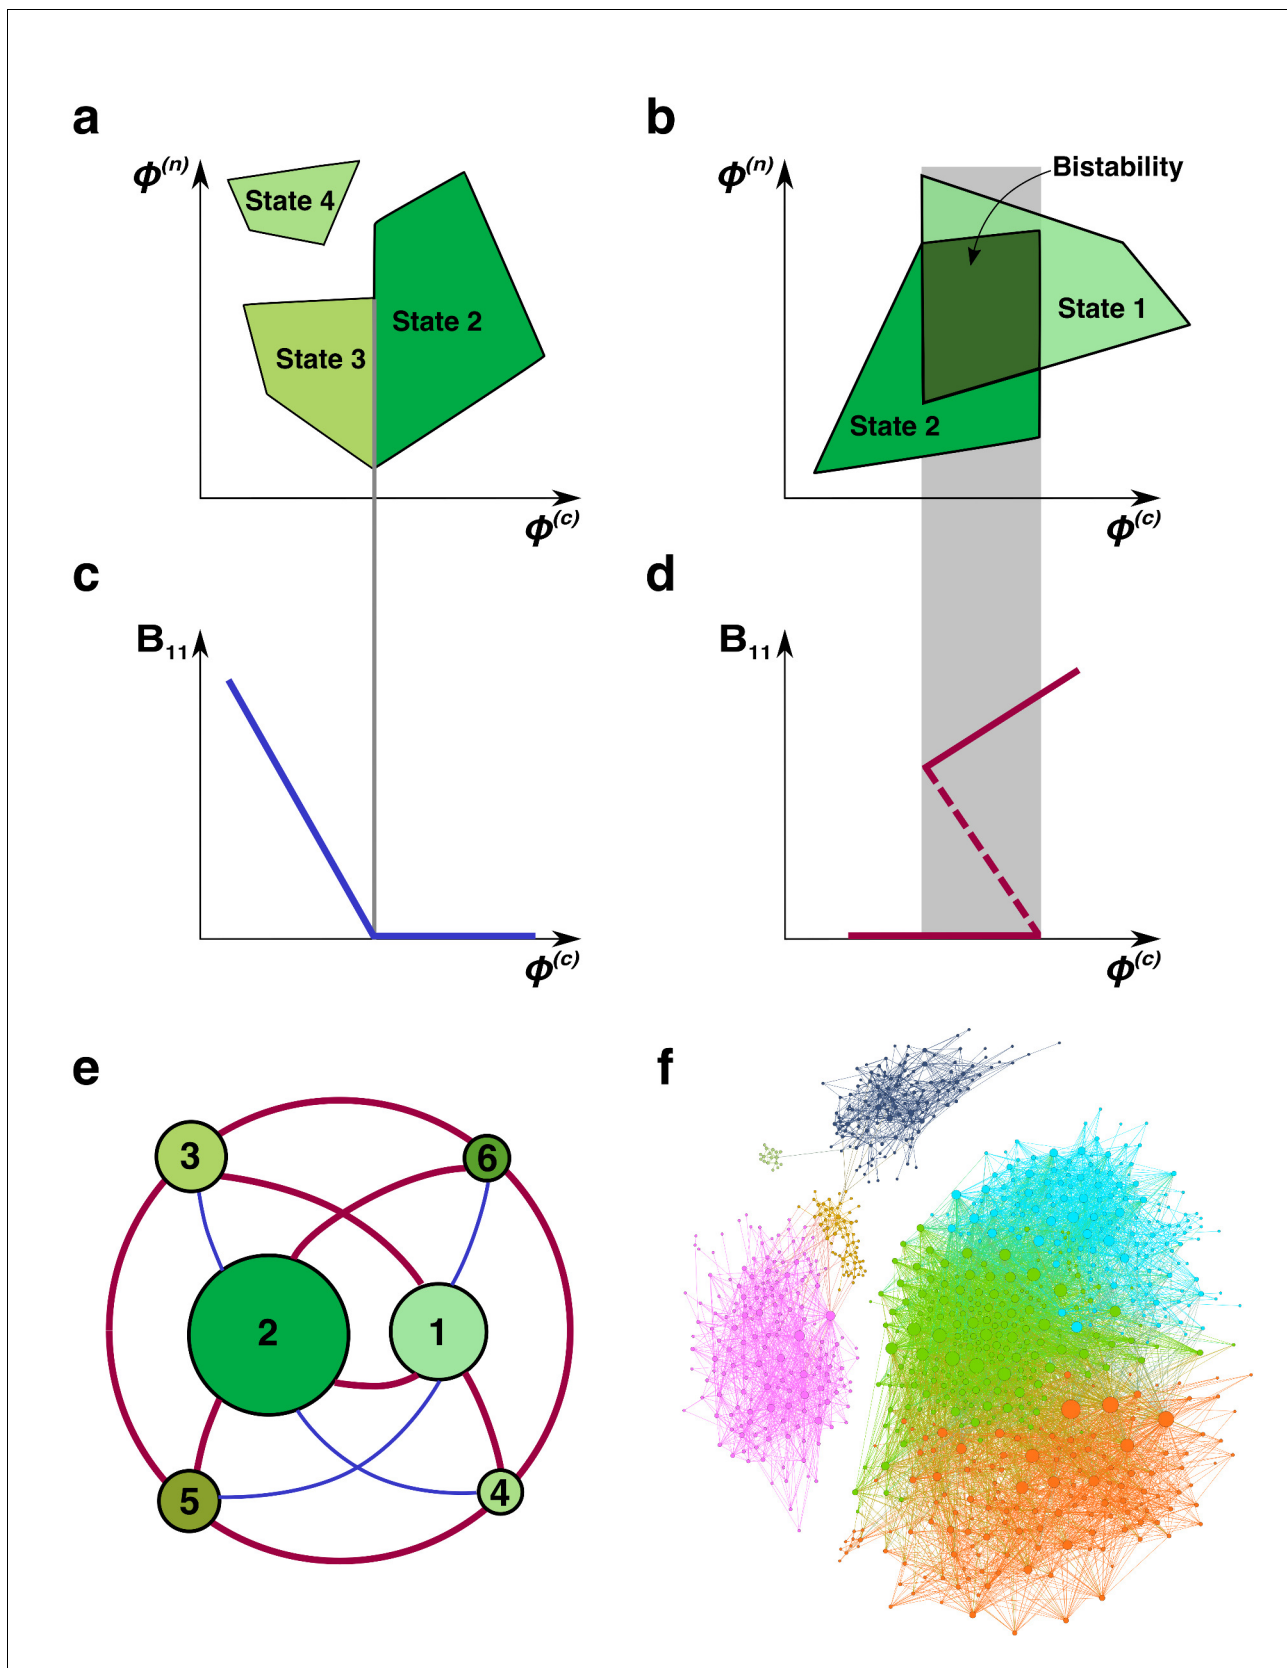 a
ϕ(n)
State 4
State 2
State 3
ϕ(c)
b
ϕ(n)
Bistability
State 1
State 2
ϕ(c)
c
B11
ϕ(c)
d
B11
ϕ(c)
e
3
6
2
1
5
4
f